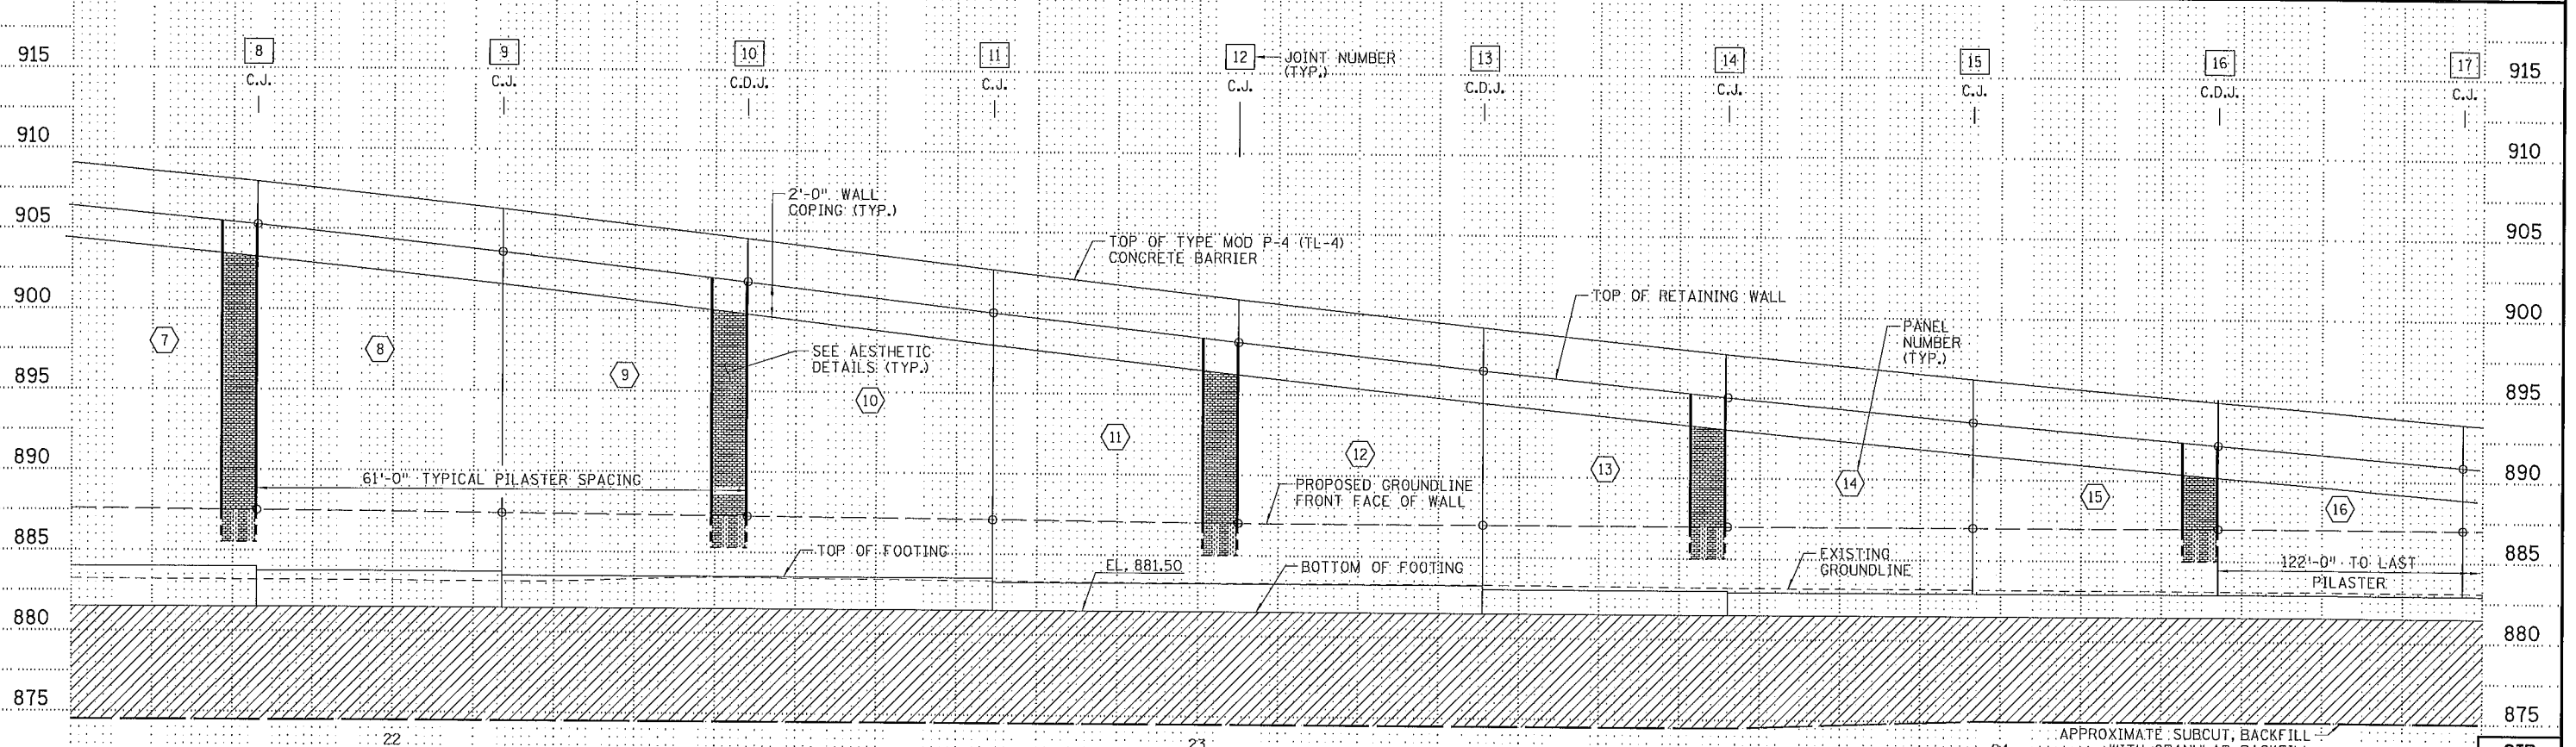 915 8 9 10 11 12 JOINT NUMBER 13 14 15 16 17 915
(TYP.)
C.J. C.J. C.D.J. C.J. C.J. C.D.J. C.J. C.J. C.D.J. C.J.
910 910
2'-0" WALL
COPING (TYP.)
905 905
TOP OF TYPE MOD P-4 (TL-4)
CONCRETE BARRIER
900 TOP OF RETAINING WALL 900
PANEL
NUMBER
(TYP.)
7 8 9 10 11 12 13 14 15 16
SEE AESTHETIC
DETAILS (TYP.)
895 895
890 890
61'-0" TYPICAL PILASTER SPACING
PROPOSED GROUNDLINE
FRONT FACE OF WALL
885 885
TOP OF FOOTING
EL. 881.50
BOTTOM OF FOOTING
EXISTING
GROUNDLINE
122'-0" TO LAST
PILASTER
880 880
875 875
22 23
APPROXIMATE SUBCUT, BACKFILL